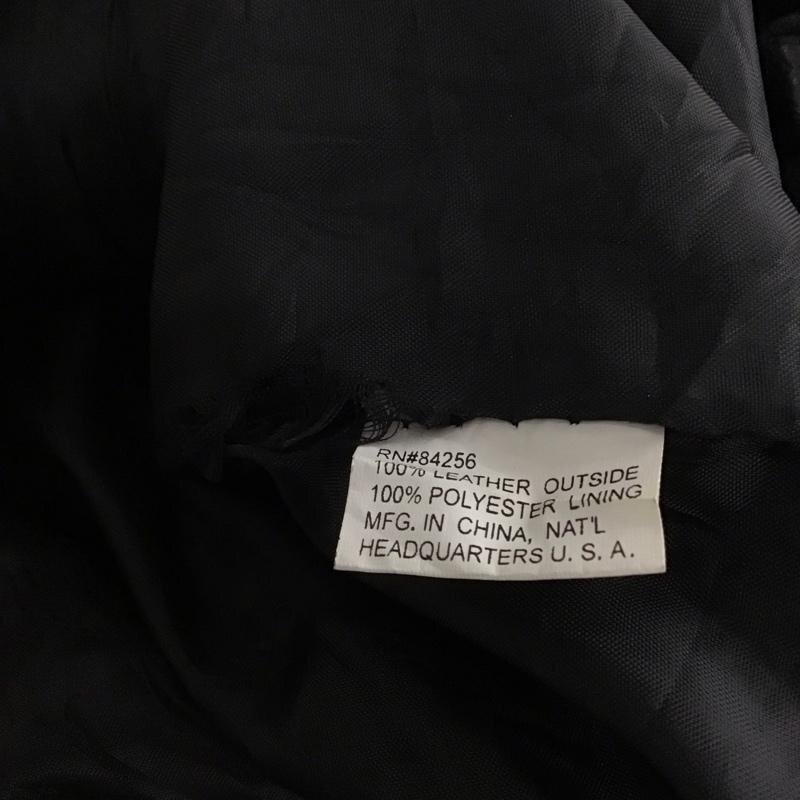 RN#84256
100% LEATHER OUTSIDE
100% POLYESTER LINING
MFG. IN CHINA, NAT'L
HEADQUARTERS U. S. A.